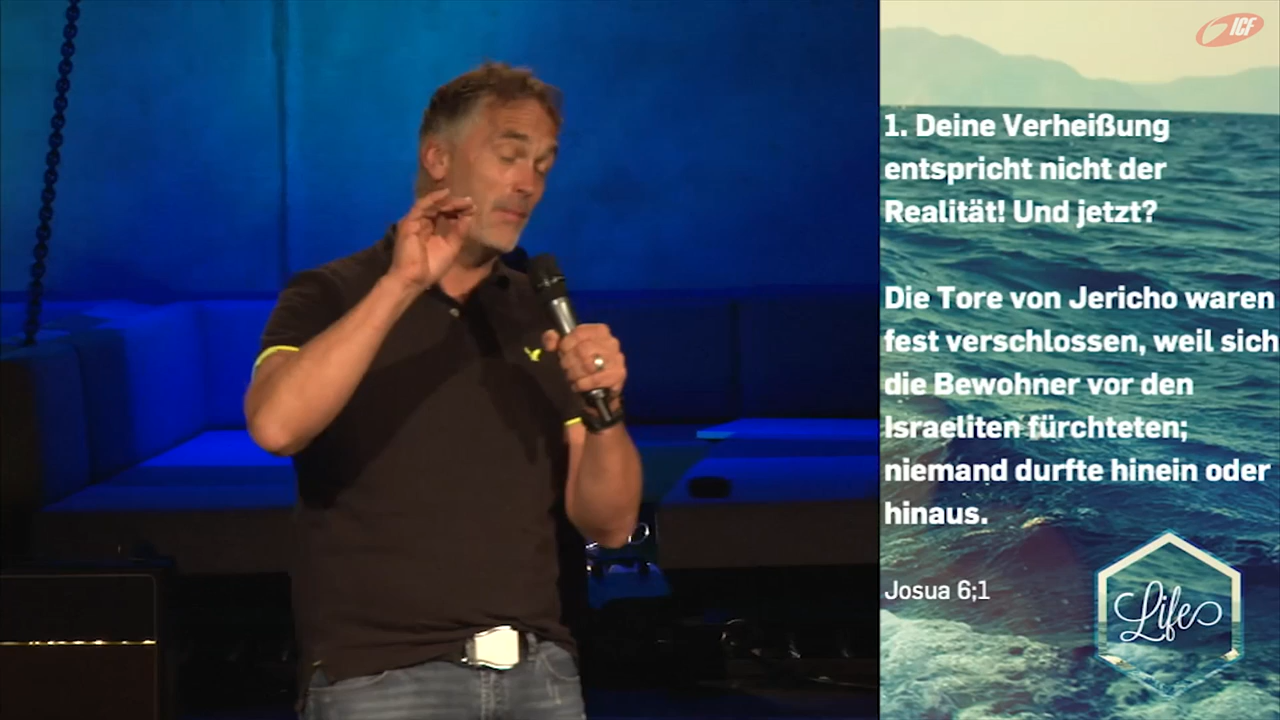 ICF
1. Deine Verheißung
entspricht nicht der
Realität! Und jetzt?
Die Tore von Jericho waren
fest verschlossen, weil sich
die Bewohner vor den
Israeliten fürchteten;
niemand durfte hinein oder
hinaus.
Josua 6;1
Life